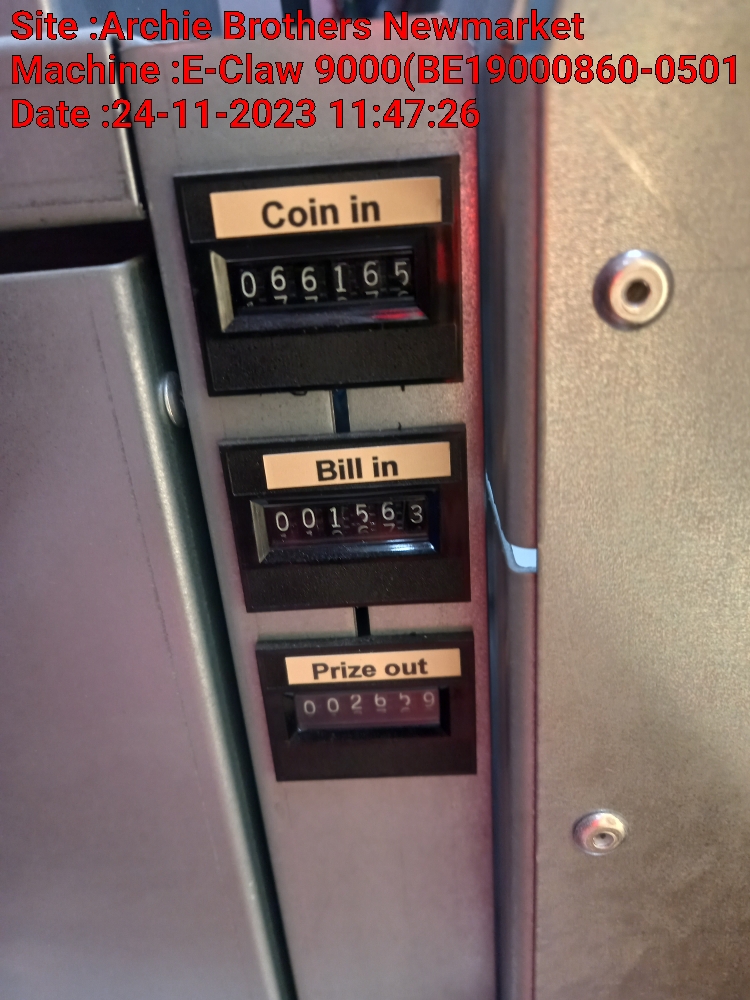 Site :Archie Brothers Newmarket
Machine :E-Claw 9000(BE19000860-0501
Date :24-11-2023 11:47:26
Coin in
066165
Bill in
001563
Prize out
002659